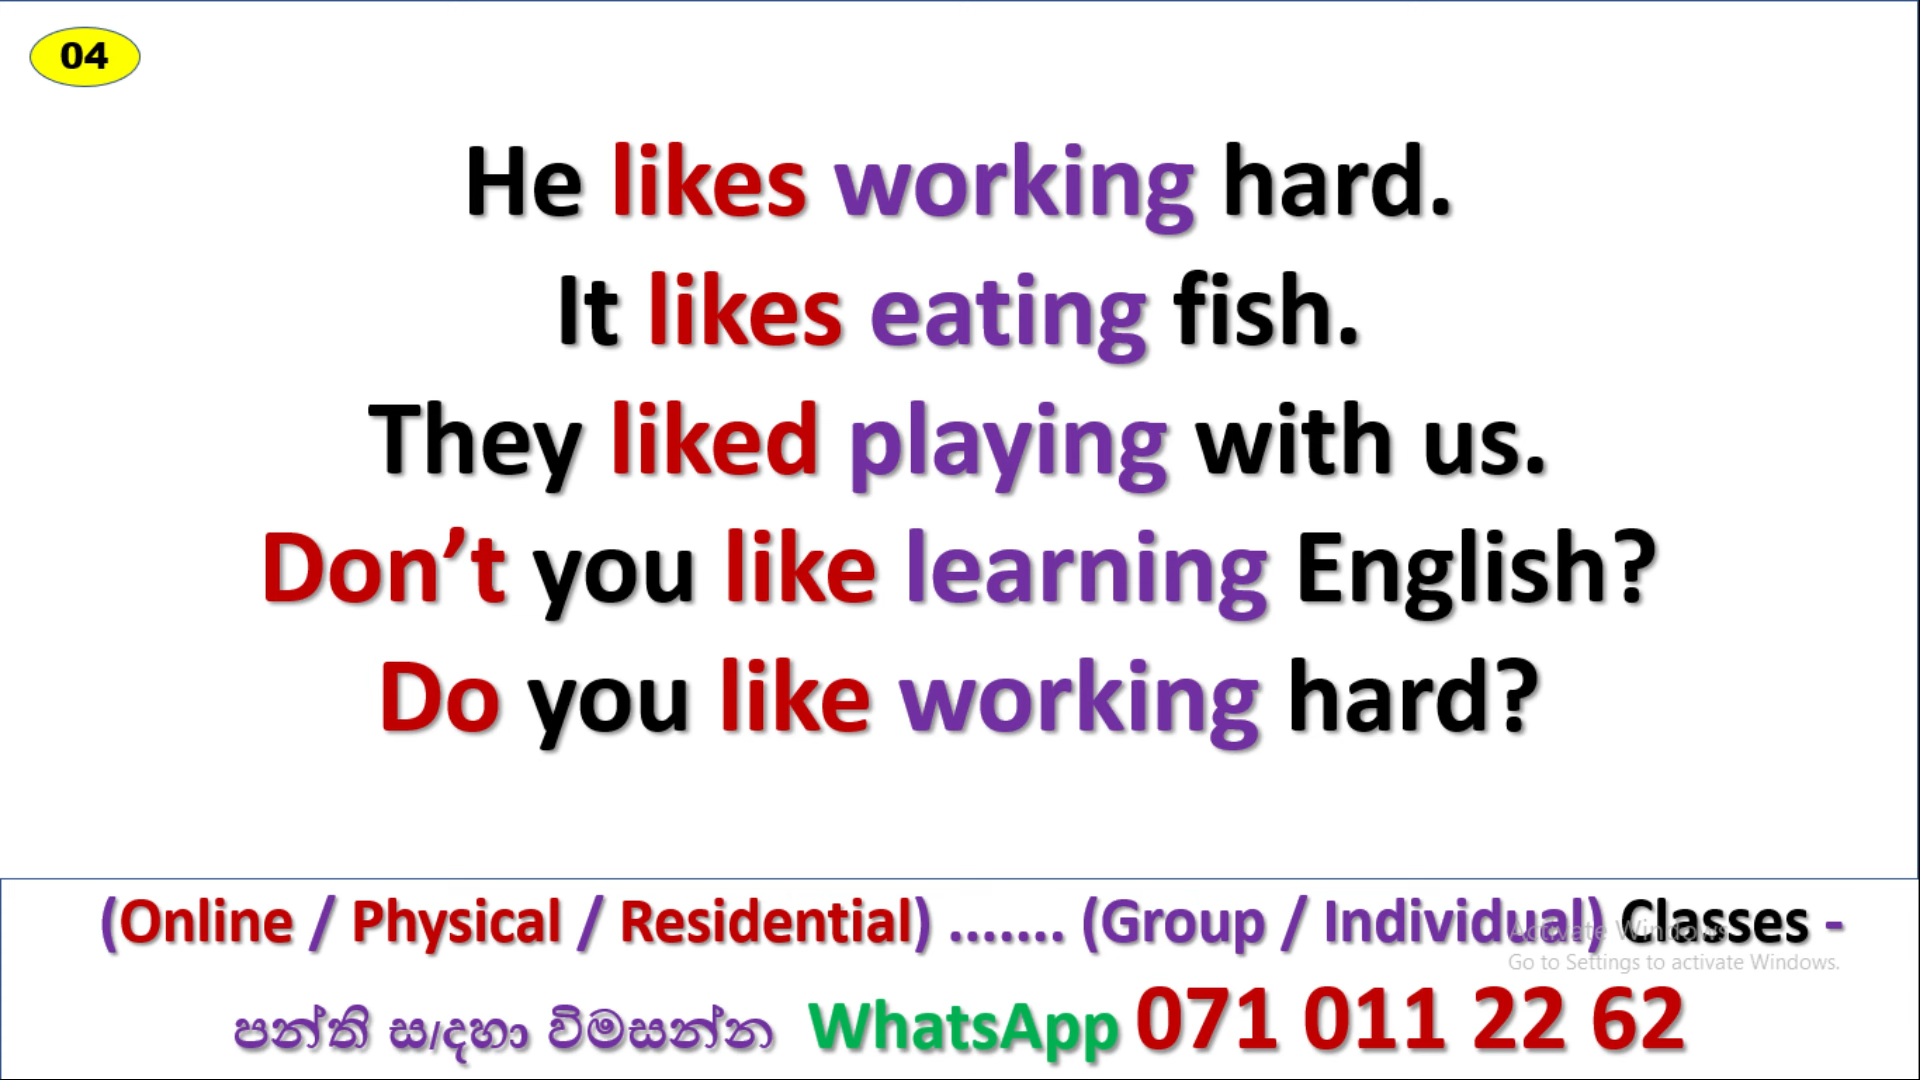 04
He likes working hard.
It likes eating fish.
They liked playing with us.
Don’t you like learning English?
Do you like working hard?
(Online / Physical / Residential) ....... (Group / Individual) Classes -
Activate Windows
Go to Settings to activate Windows.
පන්ති ස/දහා විමසන්න WhatsApp 071 011 22 62